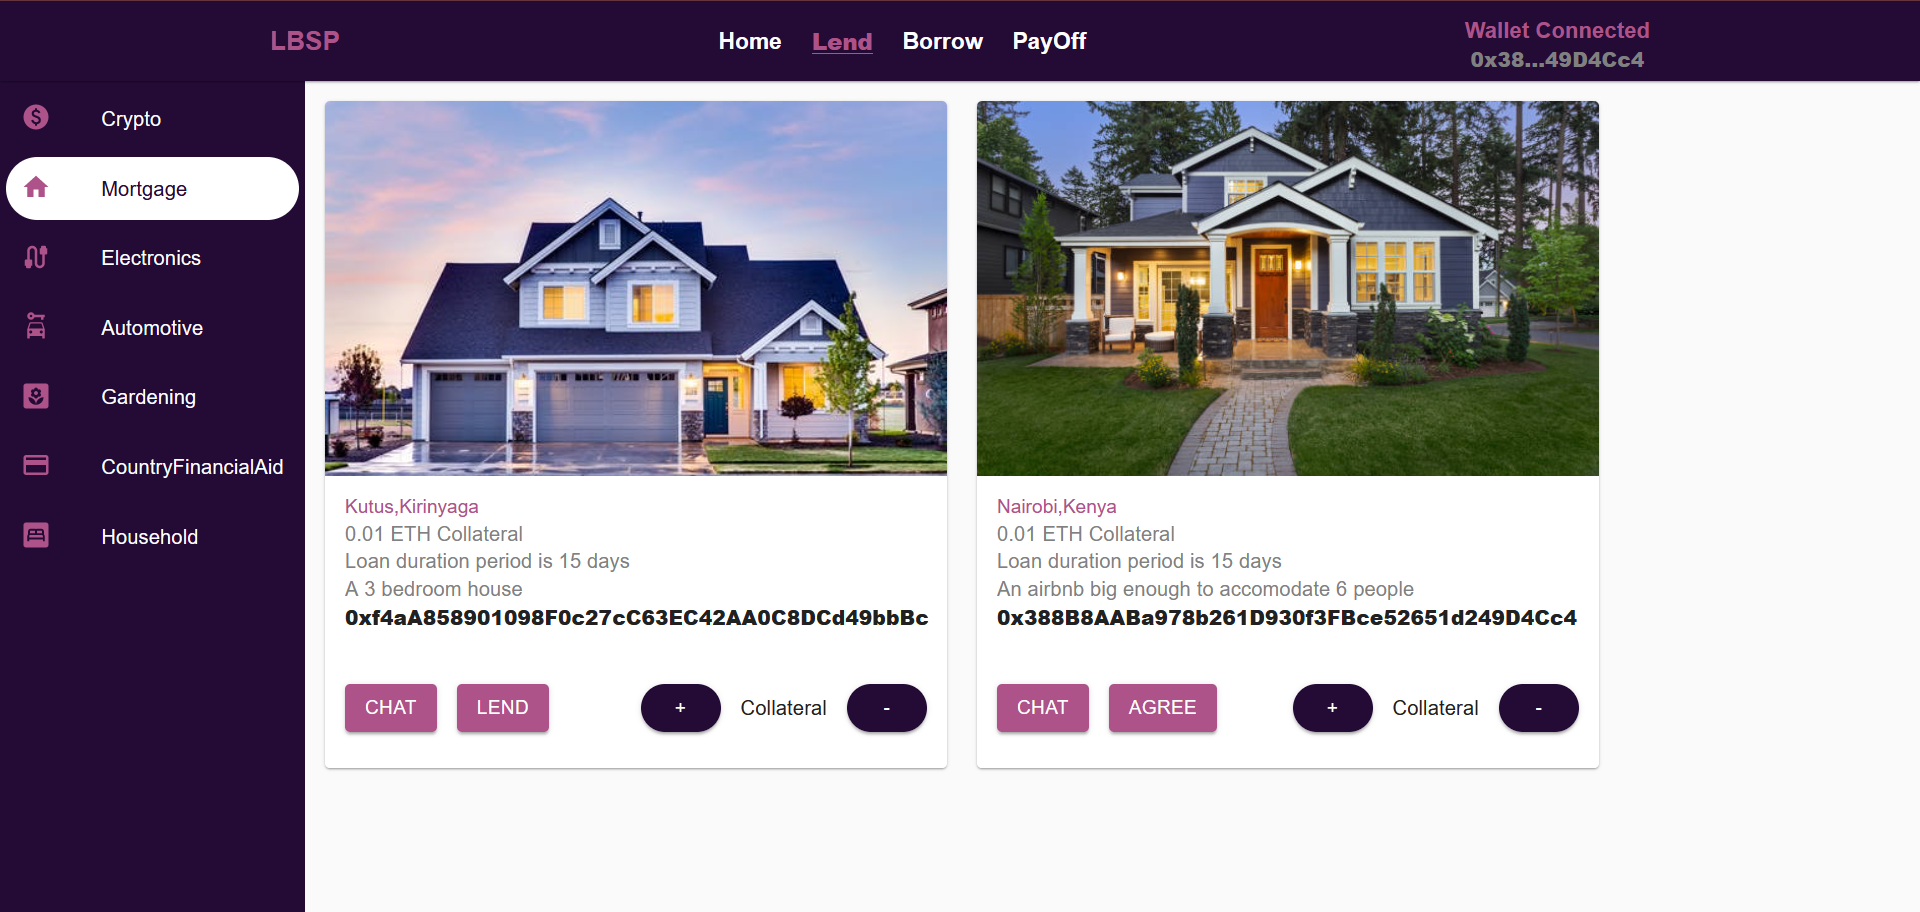 LBSP
Home Lend Borrow PayOff
Wallet Connected
0x38...49D4Cc4
Crypto
Mortgage
Electronics
Automotive
Gardening
CountryFinancialAid
Household
Kutus,Kirinyaga
0.01 ETH Collateral
Loan duration period is 15 days
A 3 bedroom house
0xf4aA858901098F0c27cC63EC42AA0C8DCd49bbBc
CHAT LEND + Collateral -
Nairobi,Kenya
0.01 ETH Collateral
Loan duration period is 15 days
An airbnb big enough to accomodate 6 people
0x388B8AABa978b261D930f3FBce52651d249D4Cc4
CHAT AGREE + Collateral -